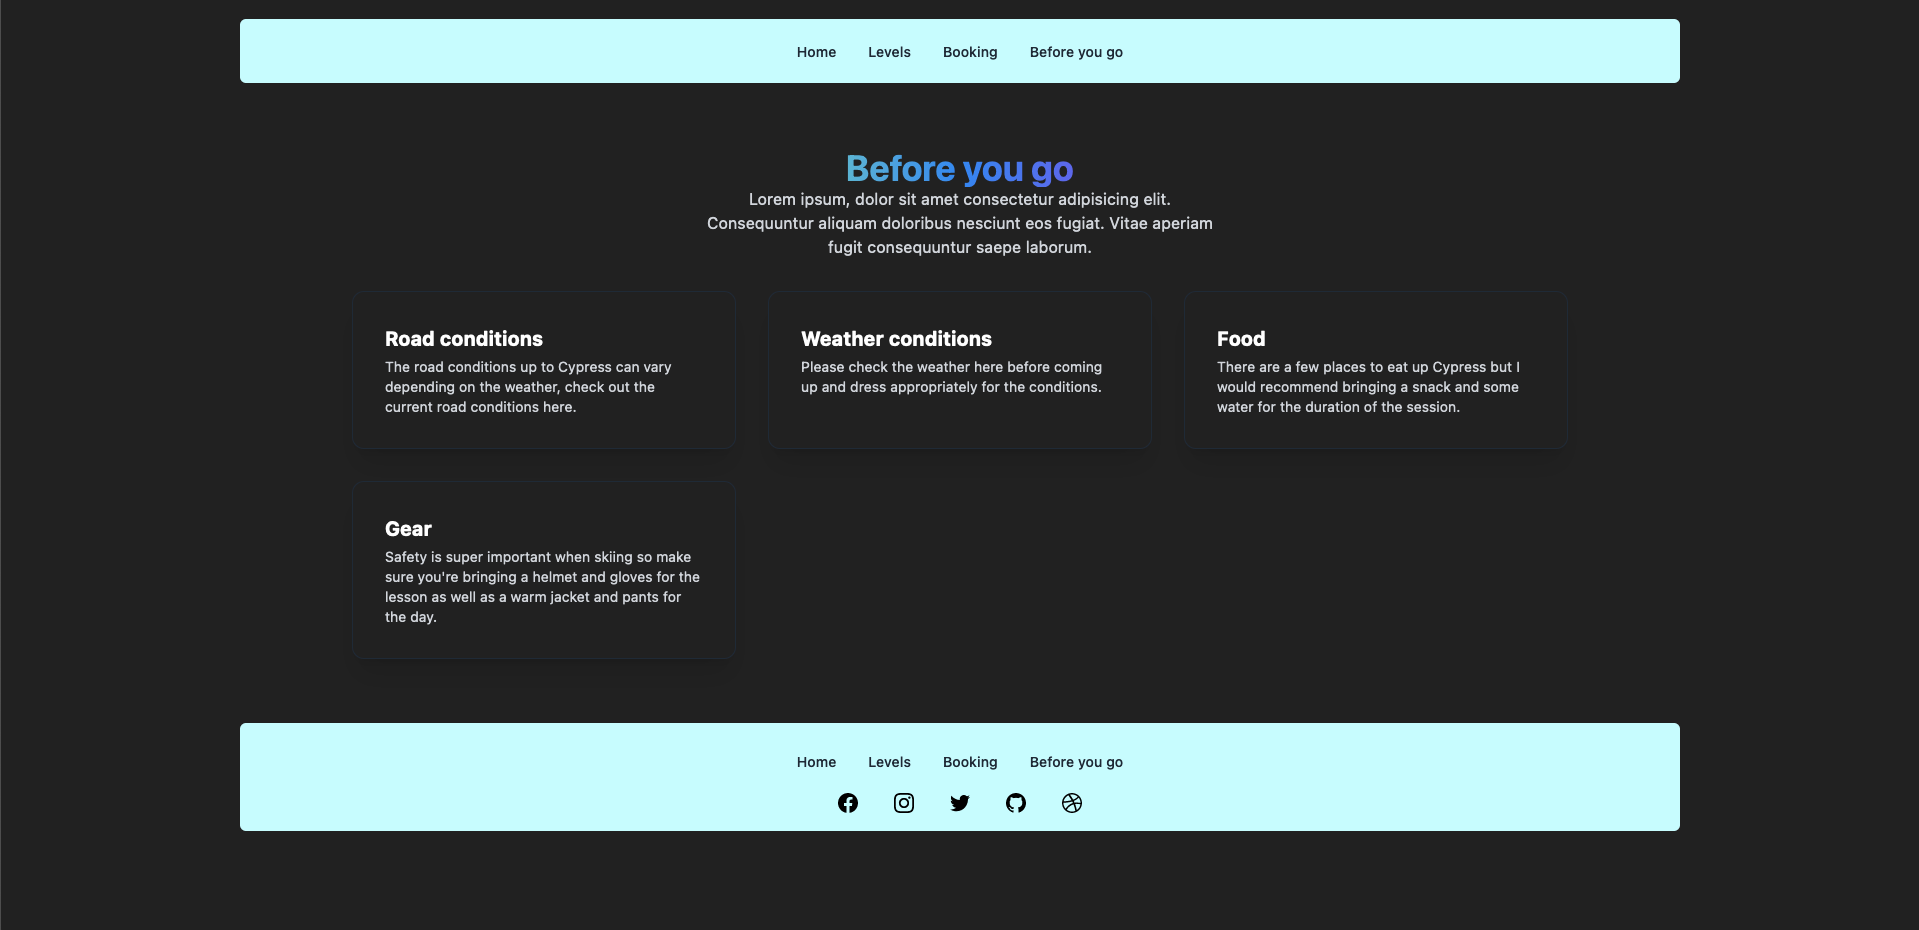 Home Levels Booking Before you go
Before you go
Lorem ipsum, dolor sit amet consectetur adipisicing elit.
Consequuntur aliquam doloribus nesciunt eos fugiat. Vitae aperiam
fugit consequuntur saepe laborum.
Road conditions
The road conditions up to Cypress can vary
depending on the weather, check out the
current road conditions here.
Weather conditions
Please check the weather here before coming
up and dress appropriately for the conditions.
Food
There are a few places to eat up Cypress but I
would recommend bringing a snack and some
water for the duration of the session.
Gear
Safety is super important when skiing so make
sure you're bringing a helmet and gloves for the
lesson as well as a warm jacket and pants for
the day.
Home Levels Booking Before you go